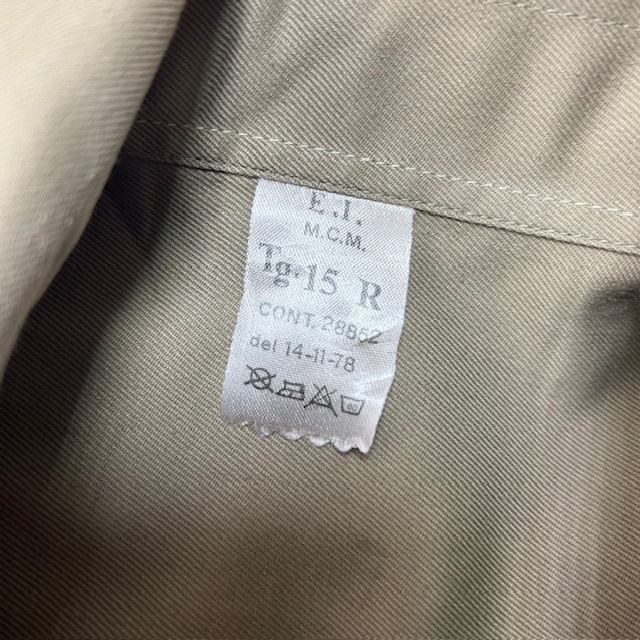 E.I.
M.C.M.
Tg.15 R
CONT. 28852
del 14-11-78